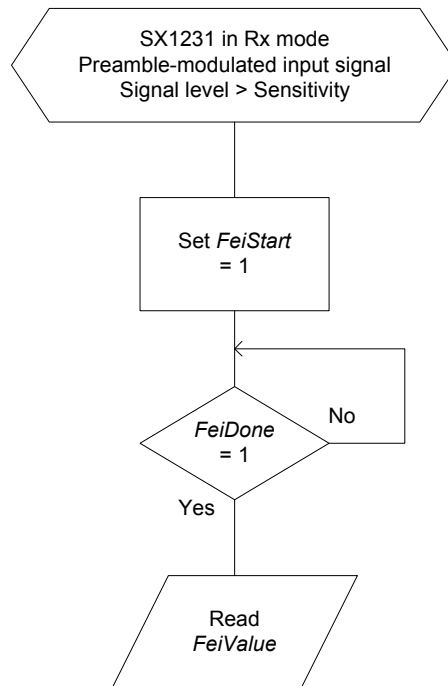 SX1231 in Rx mode
Preamble-modulated input signal
Signal level > Sensitivity
Set FeiStart
= 1
FeiDone
= 1
No
Yes
Read
FeiValue